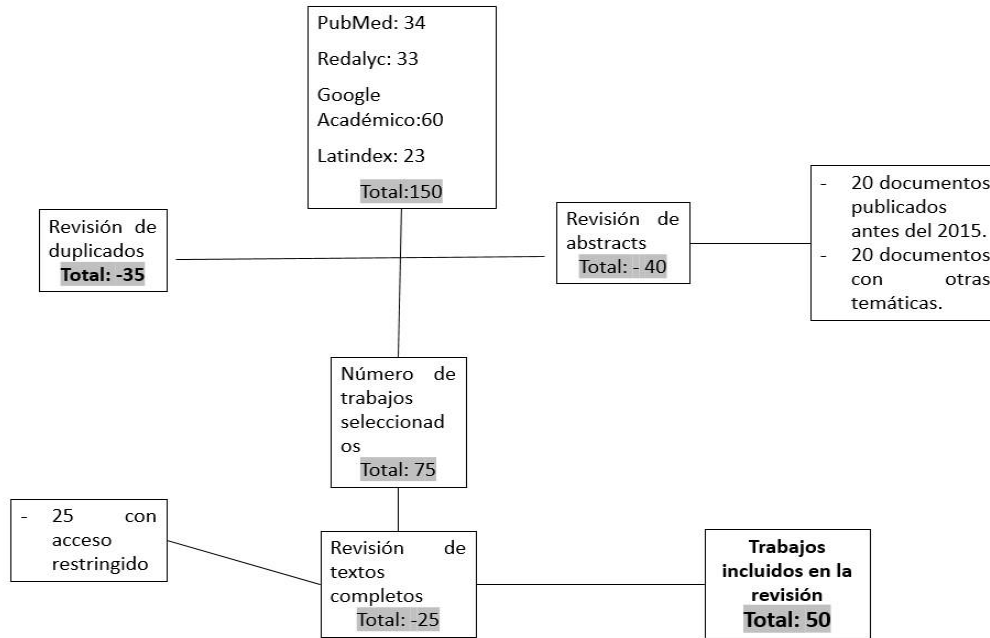 PubMed: 34
Redalyc: 33
Google
Académico:60
Latindex: 23
Total:150
Revisión de
duplicados
Total: -35
Revisión de
abstracts
Total: - 40
- 20 documentos
publicados
antes del 2015.
- 20 documentos
con otras
temáticas.
Número de
trabajos
seleccionad
os
Total: 75
- 25 con
acceso
restringido
Revisión de
textos
completos
Total: -25
Trabajos
incluidos en la
revisión
Total: 50